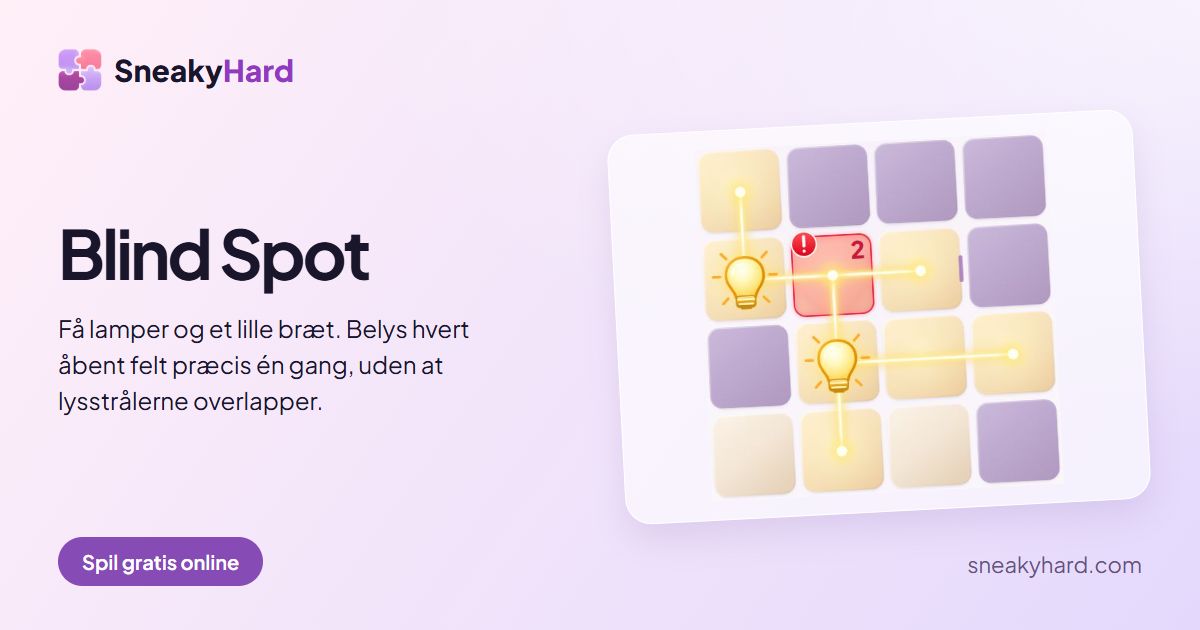 SneakyHard
Blind Spot
Få lamper og et lille bræt. Belys hvert
åbent felt præcis én gang, uden at
lysstrålerne overlapper.
! 2
Spil gratis online
sneakyhard.com